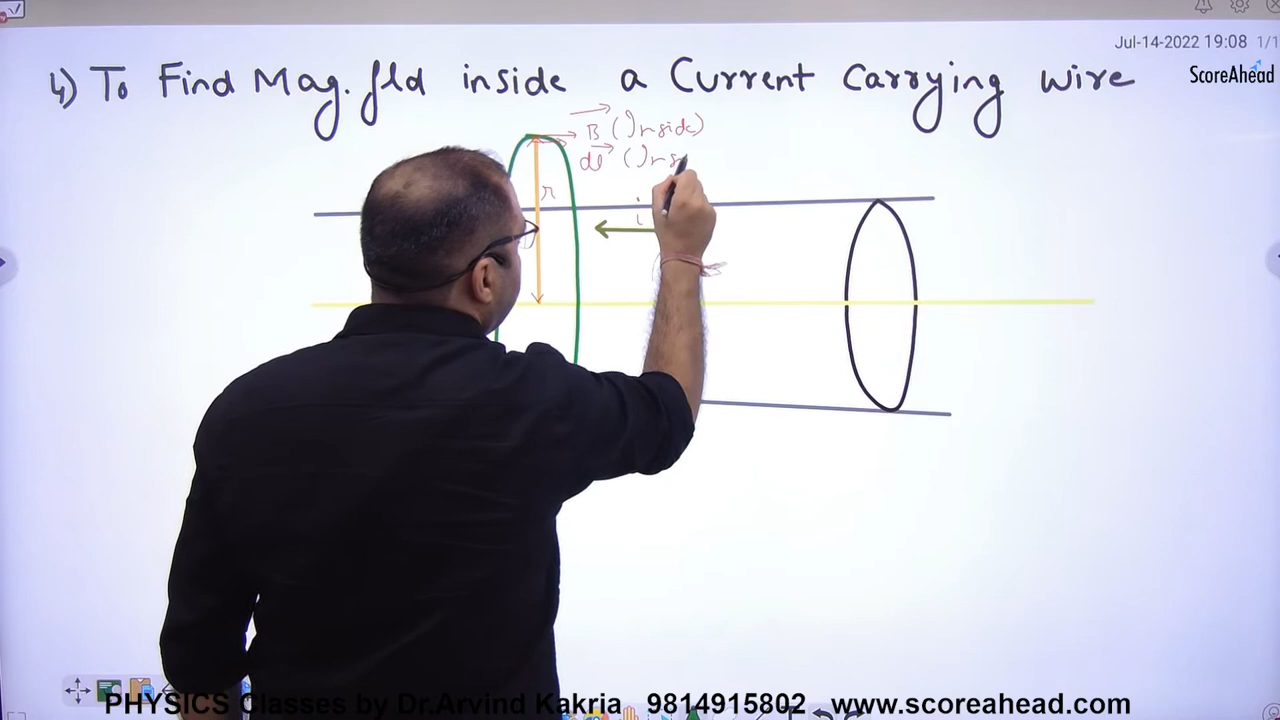 Jul-14-2022 19:08 1/1
4) To Find Mag. fld inside a Current Carrying wire
ScoreAhead
B ( )r side)
dl ( )r s
r
i
PHYSICS Classes by Dr.Arvind Kakria 9814915802 www.scoreahead.com